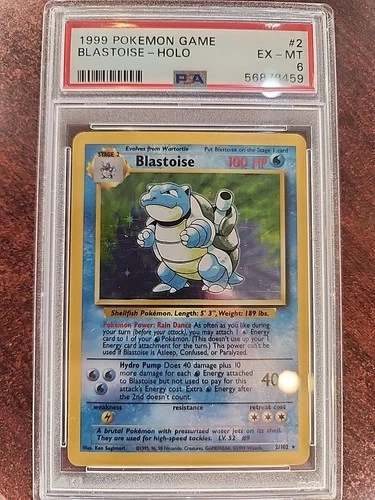 1999 POKEMON GAME #2
BLASTOISE - HOLO EX - MT
6
PSA 56878459
STAGE 2 Evolves from Wartortle Put Blastoise on the Stage 1 card
Blastoise 100 HP
Shellfish Pokémon. Length: 5' 3", Weight: 189 lbs.
Pokémon Power: Rain Dance As often as you like during
your turn (before your attack), you may attach 1 Energy
card to 1 of your Pokémon. (This doesn't use up your 1
Energy card attachment for the turn.) This power can't be
used if Blastoise is Asleep, Confused, or Paralyzed.
Hydro Pump Does 40 damage plus 10
more damage for each Energy attached
to Blastoise but not used to pay for this
attack's Energy cost. Extra Energy after
the 2nd doesn't count.
40
weakness resistance retreat cost
A brutal Pokémon with pressurized water jets on its shell.
They are used for high-speed tackles. LV. 52 #9
Illus. Ken Sugimori 2/102